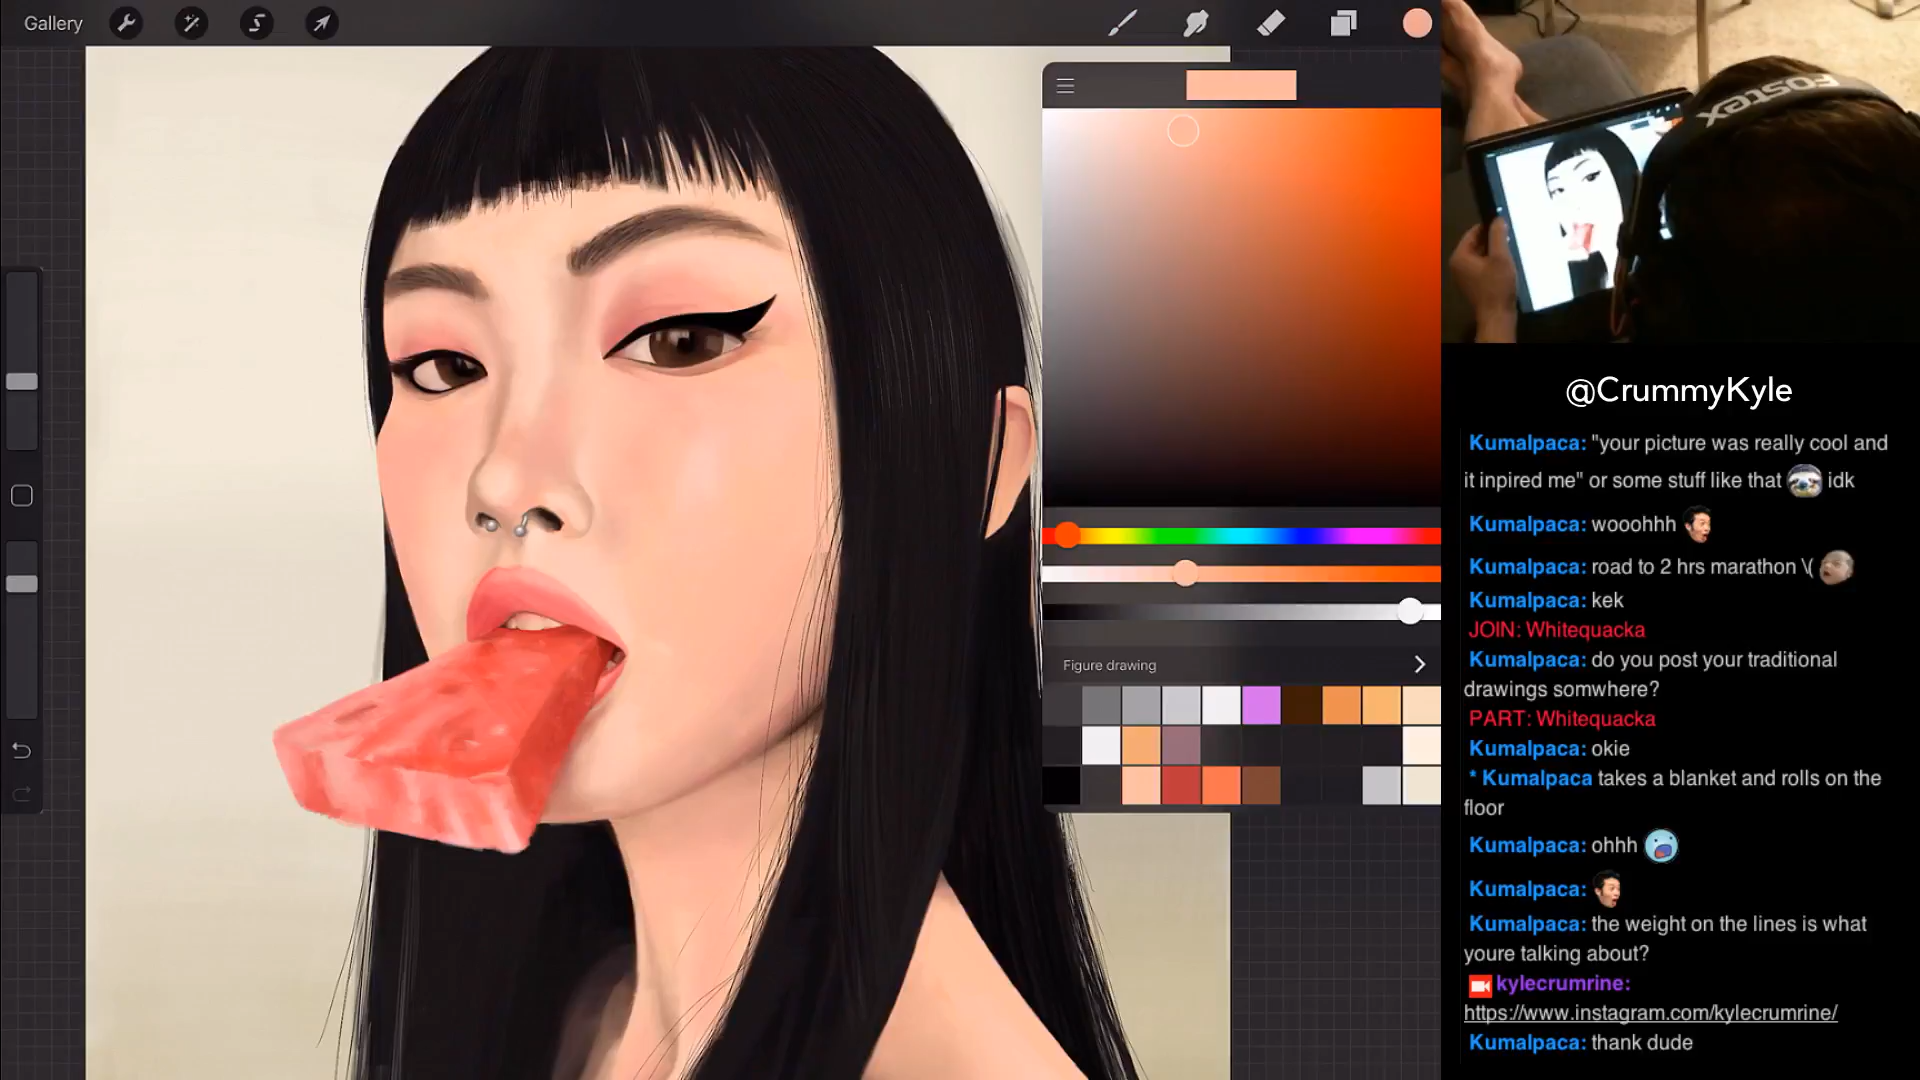 Gallery
Fostex
@CrummyKyle
Kumalpaca: "your picture was really cool and
it inpired me" or some stuff like that idk
Kumalpaca: wooohhh
Kumalpaca: road to 2 hrs marathon \(
Kumalpaca: kek
JOIN: Whitequacka
Kumalpaca: do you post your traditional
drawings somwhere?
PART: Whitequacka
Kumalpaca: okie
* Kumalpaca takes a blanket and rolls on the
floor
Kumalpaca: ohhh
Kumalpaca:
Kumalpaca: the weight on the lines is what
youre talking about?
kylecrumrine:
https://www.instagram.com/kylecrumrine/
Kumalpaca: thank dude
Figure drawing